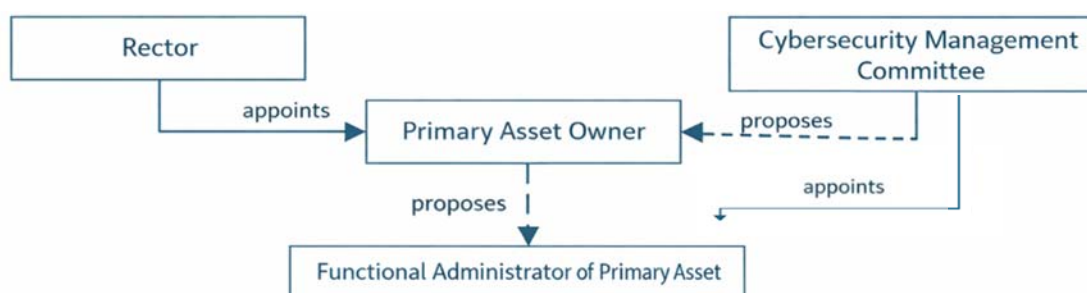 Rector
Cybersecurity Management
Committee
appoints
Primary Asset Owner
proposes
proposes
appoints
Functional Administrator of Primary Asset